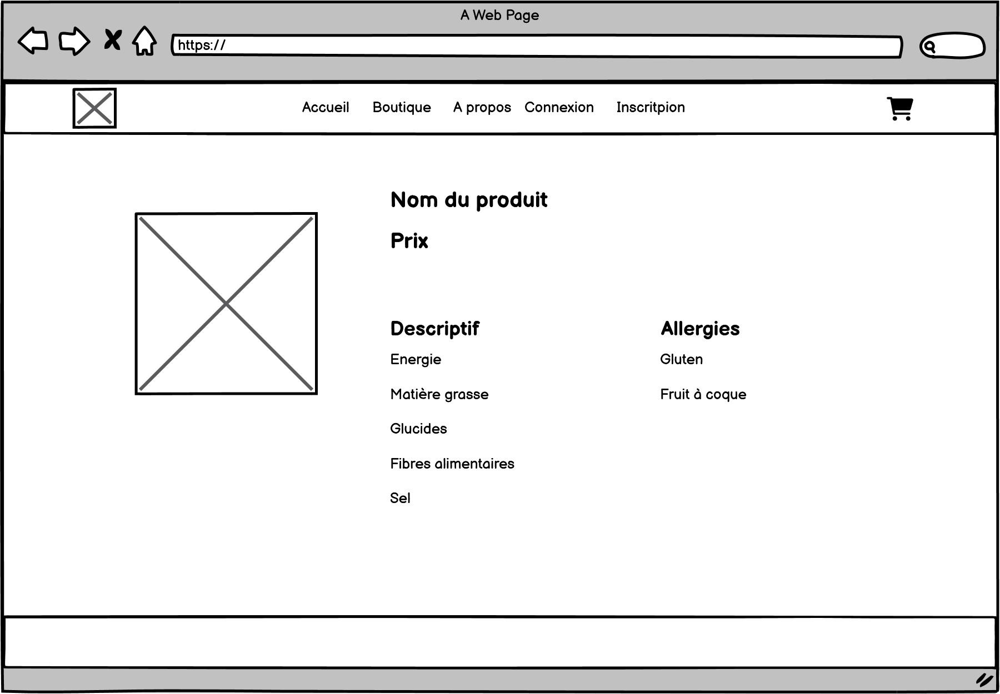 A Web Page
https://
Accueil Boutique A propos Connexion Inscritpion
Nom du produit
Prix
Descriptif Allergies
Energie Gluten
Matière grasse Fruit à coque
Glucides
Fibres alimentaires
Sel